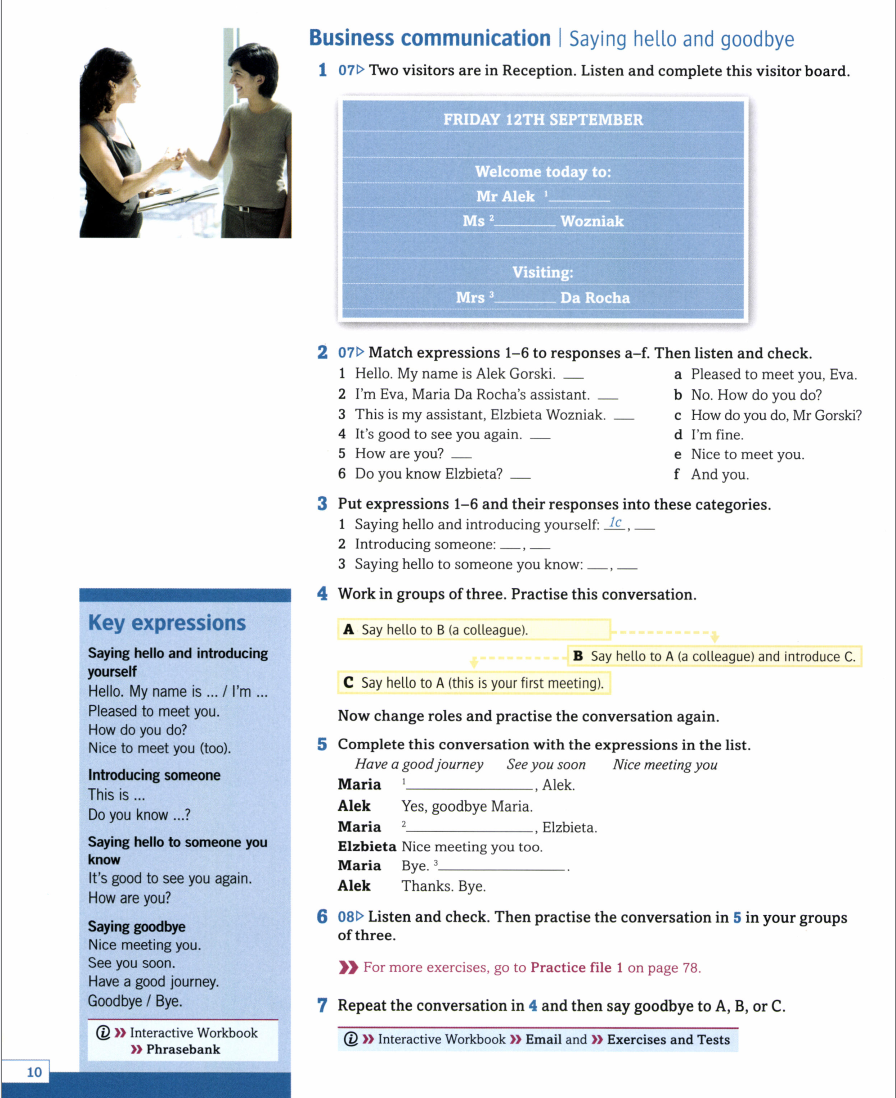 Business communication | Saying hello and goodbye
1 07▷ Two visitors are in Reception. Listen and complete this visitor board.
FRIDAY 12TH SEPTEMBER
Welcome today to:
Mr Alek ¹________
Ms ²________ Wozniak
Visiting:
Mrs ³________ Da Rocha
2 07▷ Match expressions 1–6 to responses a–f. Then listen and check.
1 Hello. My name is Alek Gorski. ___
2 I'm Eva, Maria Da Rocha's assistant. ___
3 This is my assistant, Elzbieta Wozniak. ___
4 It's good to see you again. ___
5 How are you? ___
6 Do you know Elzbieta? ___
a Pleased to meet you, Eva.
b No. How do you do?
c How do you do, Mr Gorski?
d I'm fine.
e Nice to meet you.
f And you.
3 Put expressions 1–6 and their responses into these categories.
1 Saying hello and introducing yourself: 1c , ___
2 Introducing someone: ___ , ___
3 Saying hello to someone you know: ___ , ___
4 Work in groups of three. Practise this conversation.
A Say hello to B (a colleague).
B Say hello to A (a colleague) and introduce C.
C Say hello to A (this is your first meeting).
Now change roles and practise the conversation again.
5 Complete this conversation with the expressions in the list.
Have a good journey See you soon Nice meeting you
Maria ¹________________ , Alek.
Alek Yes, goodbye Maria.
Maria ²________________ , Elzbieta.
Elzbieta Nice meeting you too.
Maria Bye. ³________________ .
Alek Thanks. Bye.
6 08▷ Listen and check. Then practise the conversation in 5 in your groups
of three.
» For more exercises, go to Practice file 1 on page 78.
7 Repeat the conversation in 4 and then say goodbye to A, B, or C.
ⓘ » Interactive Workbook » Email and » Exercises and Tests
Key expressions
Saying hello and introducing
yourself
Hello. My name is ... / I'm ...
Pleased to meet you.
How do you do?
Nice to meet you (too).
Introducing someone
This is ...
Do you know ...?
Saying hello to someone you
know
It's good to see you again.
How are you?
Saying goodbye
Nice meeting you.
See you soon.
Have a good journey.
Goodbye / Bye.
ⓘ » Interactive Workbook
» Phrasebank
10